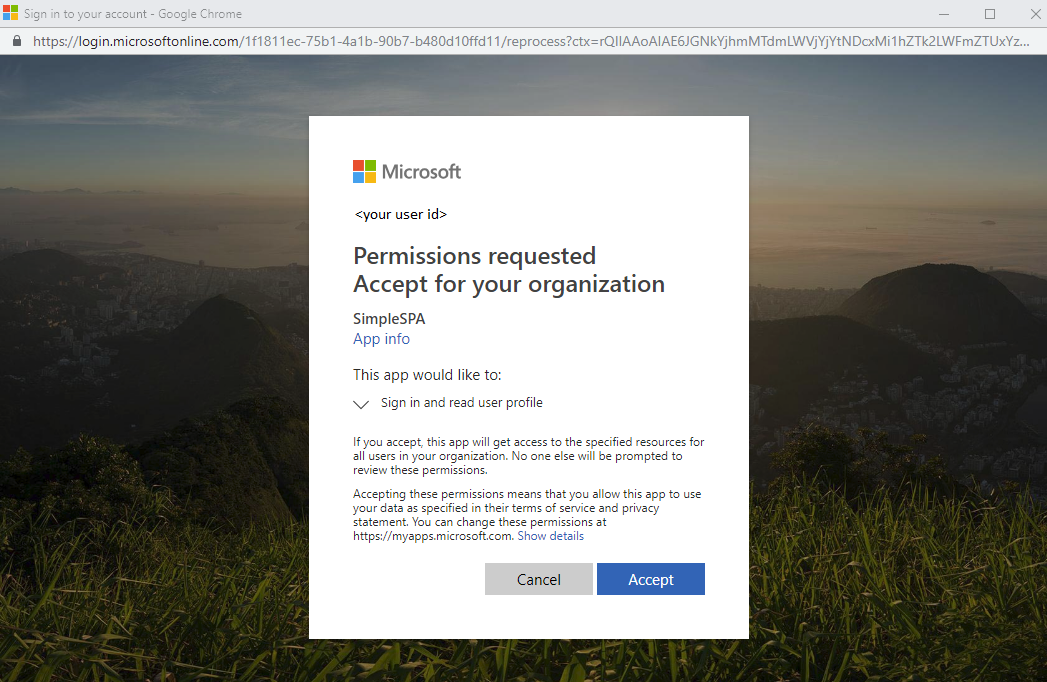 Sign in to your account - Google Chrome
https://login.microsoftonline.com/1f1811ec-75b1-4a1b-90b7-b480d10ffd11/reprocess?ctx=rQIIAAoAIAE6JGNkYjhmMTdmLWVjYjYtNDcxMi1hZTk2LWFmZTUxYz...
Microsoft
<your user id>
Permissions requested
Accept for your organization
SimpleSPA
App info
This app would like to:
Sign in and read user profile
If you accept, this app will get access to the specified resources for
all users in your organization. No one else will be prompted to
review these permissions.
Accepting these permissions means that you allow this app to use
your data as specified in their terms of service and privacy
statement. You can change these permissions at
https://myapps.microsoft.com. Show details
Cancel
Accept